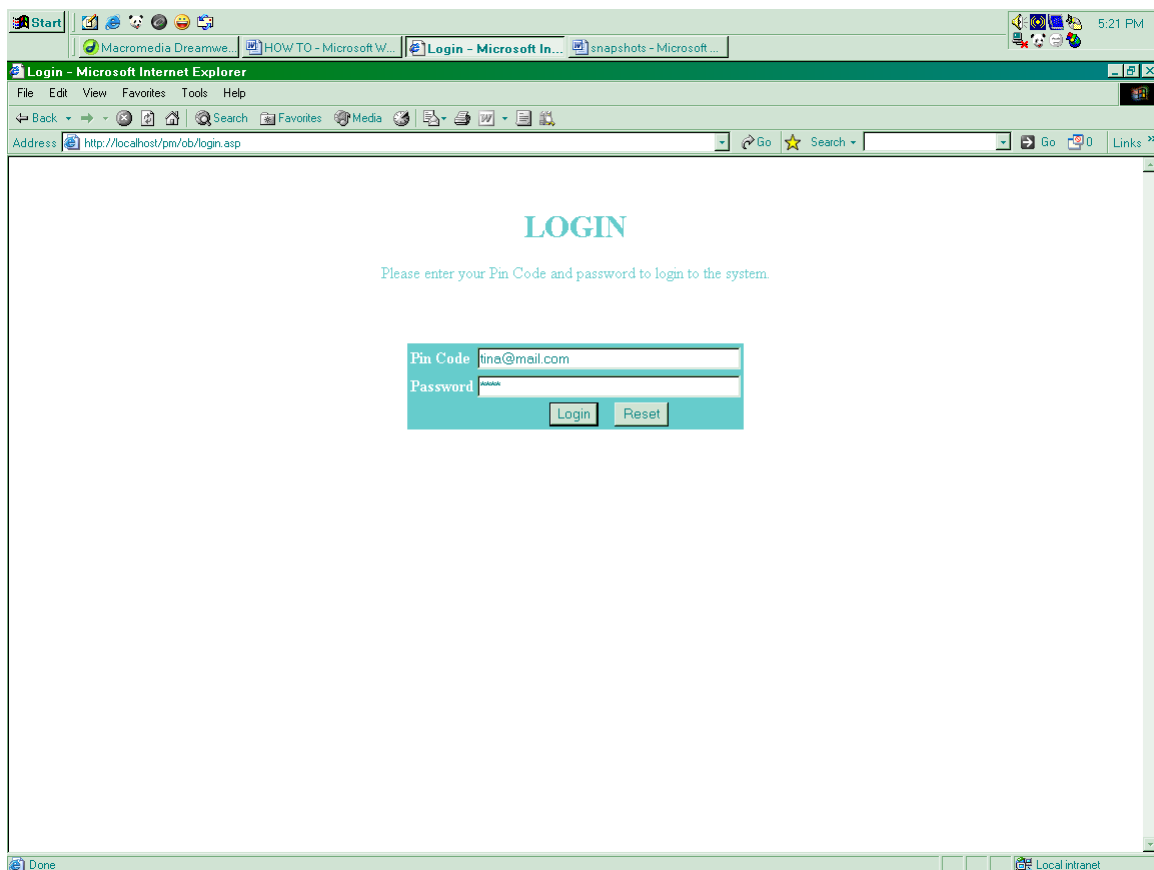 Start
5:21 PM
Macromedia Dreamwe... HOW TO - Microsoft W... Login - Microsoft In... snapshots - Microsoft ...
Login - Microsoft Internet Explorer
File Edit View Favorites Tools Help
Back Search Favorites Media
Address http://localhost/pm/ob/login.asp Go Search Go 0 Links »
LOGIN
Please enter your Pin Code and password to login to the system.
Pin Code tina@mail.com
Password ****
Login Reset
Done Local intranet